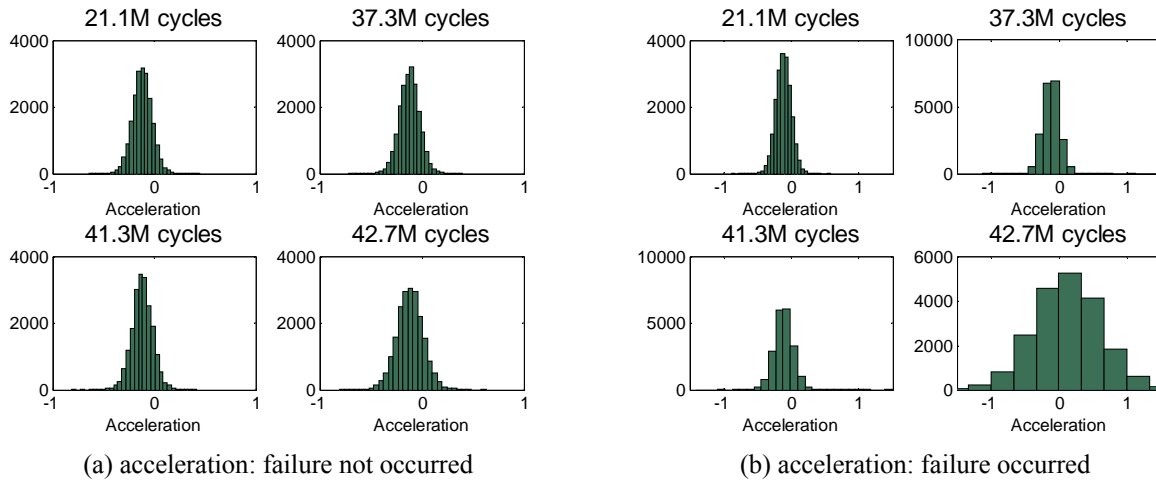 21.1M cycles
4000
2000
0
-1 0 1
Acceleration
37.3M cycles
4000
2000
0
-1 0 1
Acceleration
41.3M cycles
4000
2000
0
-1 0 1
Acceleration
42.7M cycles
4000
2000
0
-1 0 1
Acceleration
(a) acceleration: failure not occurred
21.1M cycles
4000
2000
0
-1 0 1
Acceleration
37.3M cycles
10000
5000
0
-1 0 1
Acceleration
41.3M cycles
10000
5000
0
-1 0 1
Acceleration
42.7M cycles
6000
4000
2000
0
-1 0 1
Acceleration
(b) acceleration: failure occurred